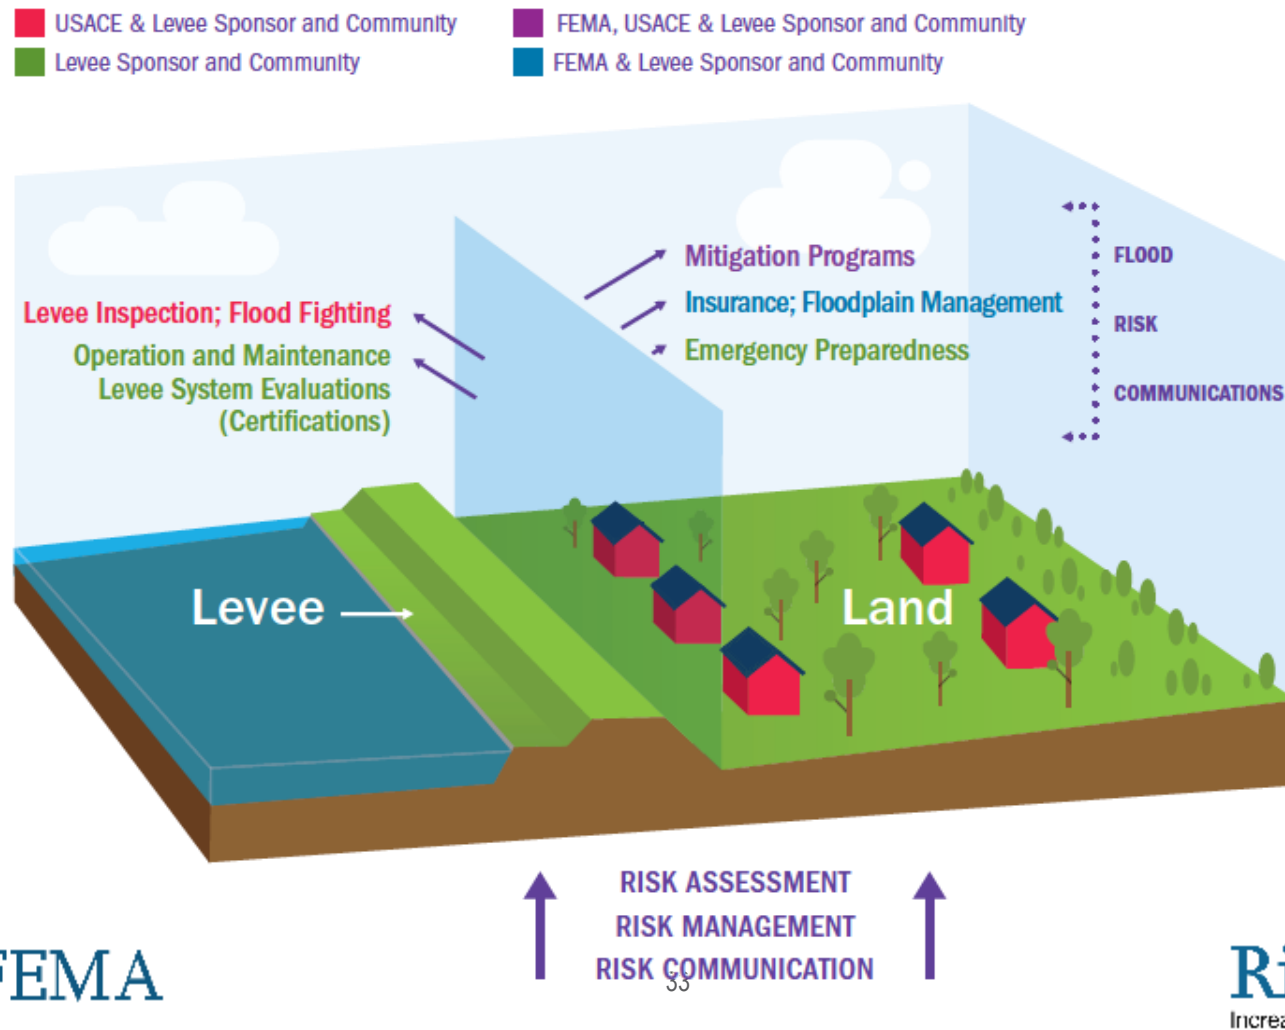 USACE & Levee Sponsor and Community
FEMA, USACE & Levee Sponsor and Community
Levee Sponsor and Community
FEMA & Levee Sponsor and Community
Mitigation Programs
Insurance; Floodplain Management
Emergency Preparedness
Levee Inspection; Flood Fighting
Operation and Maintenance
Levee System Evaluations
(Certifications)
FLOOD
RISK
COMMUNICATIONS
Levee
Land
RISK ASSESSMENT
RISK MANAGEMENT
RISK COMMUNICATION
33
FEMA
Ri
Increa